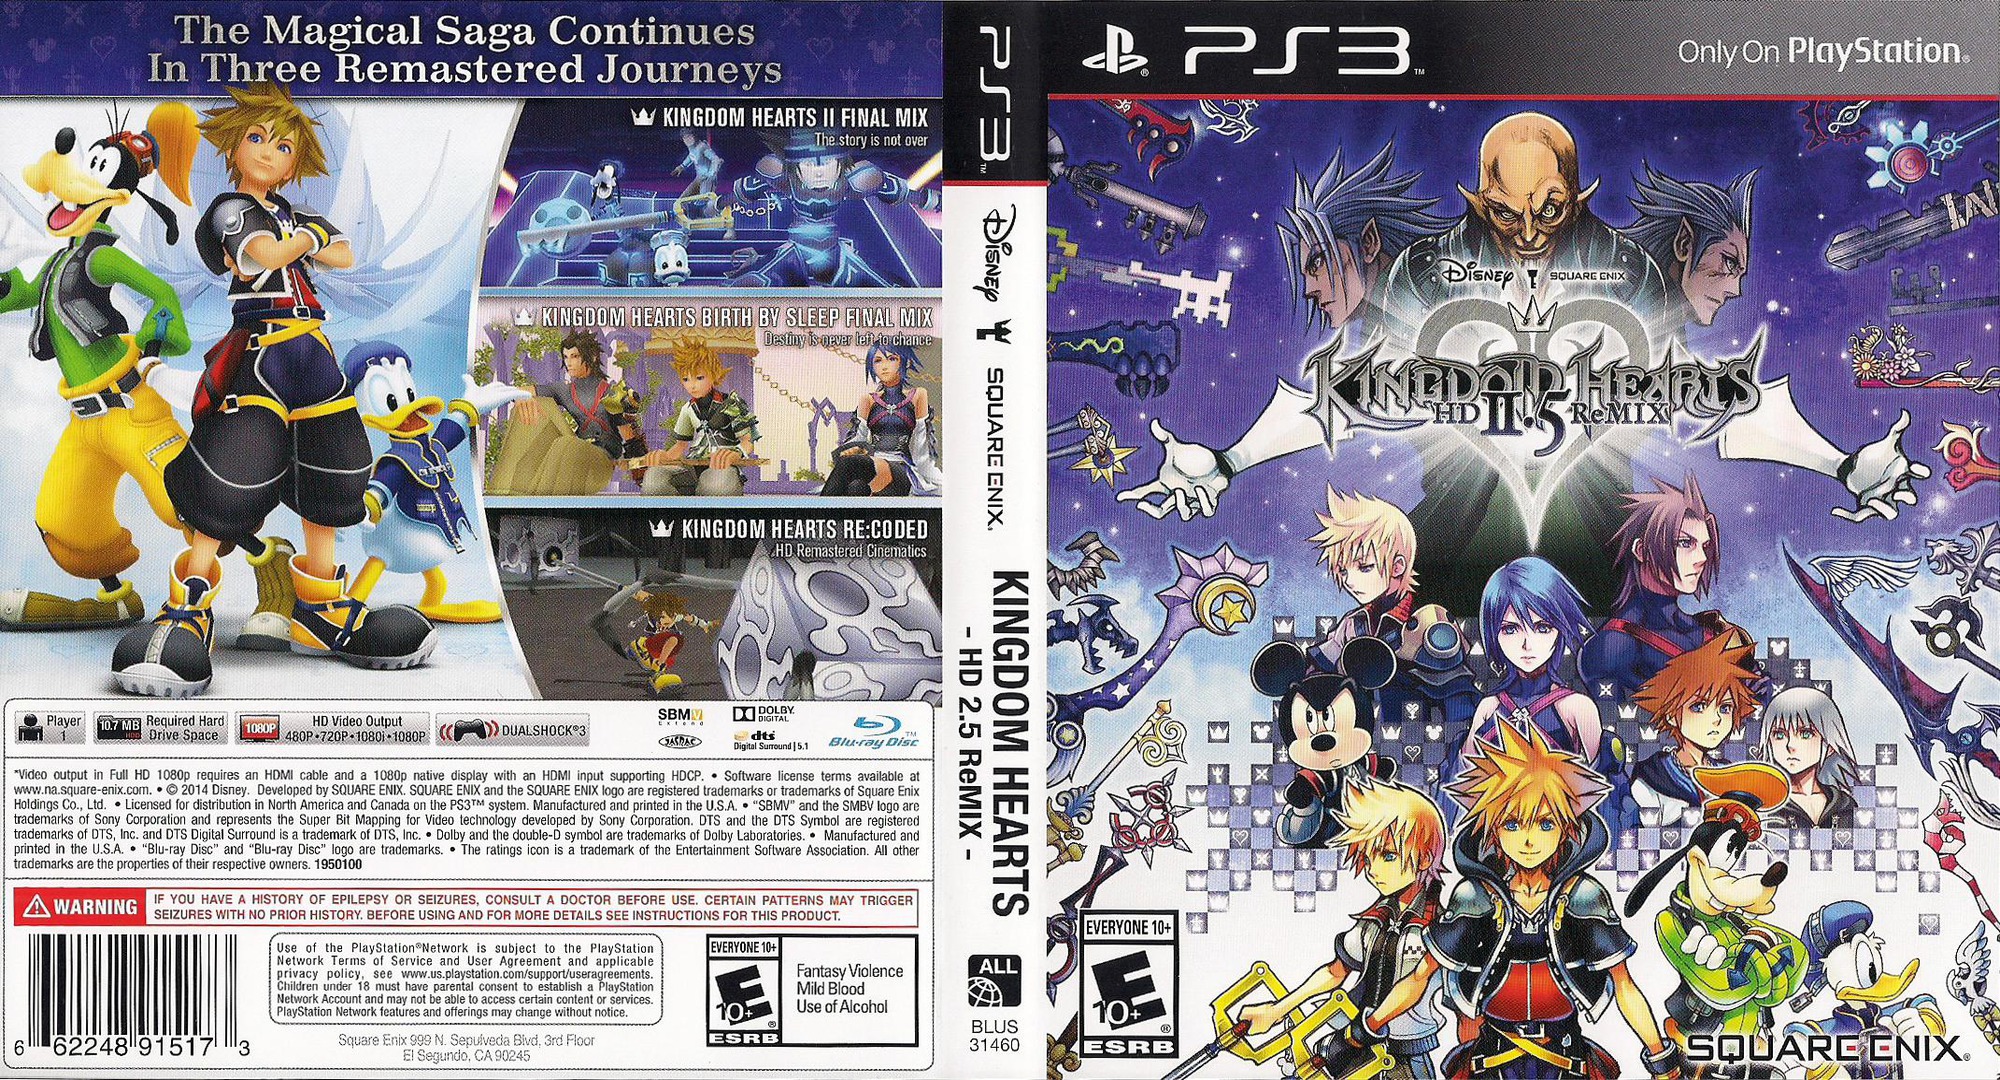 The Magical Saga Continues
In Three Remastered Journeys
KINGDOM HEARTS II FINAL MIX
The story is not over
KINGDOM HEARTS BIRTH BY SLEEP FINAL MIX
Destiny is never left to chance
KINGDOM HEARTS RE:CODED
HD Remastered Cinematics
Player
1
10.7 MB
HDD
Required Hard
Drive Space
1080P
HD Video Output
480P•720P•1080i•1080P
DUALSHOCK®3
SBMV
Extend
JASRAC
DOLBY
DIGITAL
dts
Digital Surround | 5.1
Blu-ray Disc™
*Video output in Full HD 1080p requires an HDMI cable and a 1080p native display with an HDMI input supporting HDCP. • Software license terms available at
www.na.square-enix.com. • © 2014 Disney. Developed by SQUARE ENIX. SQUARE ENIX and the SQUARE ENIX logo are registered trademarks or trademarks of Square Enix
Holdings Co., Ltd. • Licensed for distribution in North America and Canada on the PS3™ system. Manufactured and printed in the U.S.A. • “SBMV” and the SMBV logo are
trademarks of Sony Corporation and represents the Super Bit Mapping for Video technology developed by Sony Corporation. DTS and the DTS Symbol are registered
trademarks of DTS, Inc. and DTS Digital Surround is a trademark of DTS, Inc. • Dolby and the double-D symbol are trademarks of Dolby Laboratories. • Manufactured and
printed in the U.S.A. • “Blu-ray Disc” and “Blu-ray Disc” logo are trademarks. • The ratings icon is a trademark of the Entertainment Software Association. All other
trademarks are the properties of their respective owners. 1950100
WARNING
IF YOU HAVE A HISTORY OF EPILEPSY OR SEIZURES, CONSULT A DOCTOR BEFORE USE. CERTAIN PATTERNS MAY TRIGGER
SEIZURES WITH NO PRIOR HISTORY. BEFORE USING AND FOR MORE DETAILS SEE INSTRUCTIONS FOR THIS PRODUCT.
6 62248 91517 3
Use of the PlayStation®Network is subject to the PlayStation
Network Terms of Service and User Agreement and applicable
privacy policy, see www.us.playstation.com/support/useragreements.
Children under 18 must have parental consent to establish a PlayStation
Network Account and may not be able to access certain content or services.
PlayStation Network features and offerings may change without notice.
Square Enix 999 N. Sepulveda Blvd, 3rd Floor
El Segundo, CA 90245
EVERYONE 10+
E
10+
®
ESRB
Fantasy Violence
Mild Blood
Use of Alcohol
PS3™
Disney
SQUARE ENIX®
KINGDOM HEARTS
- HD 2.5 ReMIX -
ALL
BLUS
31460
PS3™
Only On PlayStation®
Disney SQUARE ENIX
KINGDOM HEARTS
HD II.5 ReMIX
EVERYONE 10+
E
10+
®
ESRB
SQUARE ENIX®